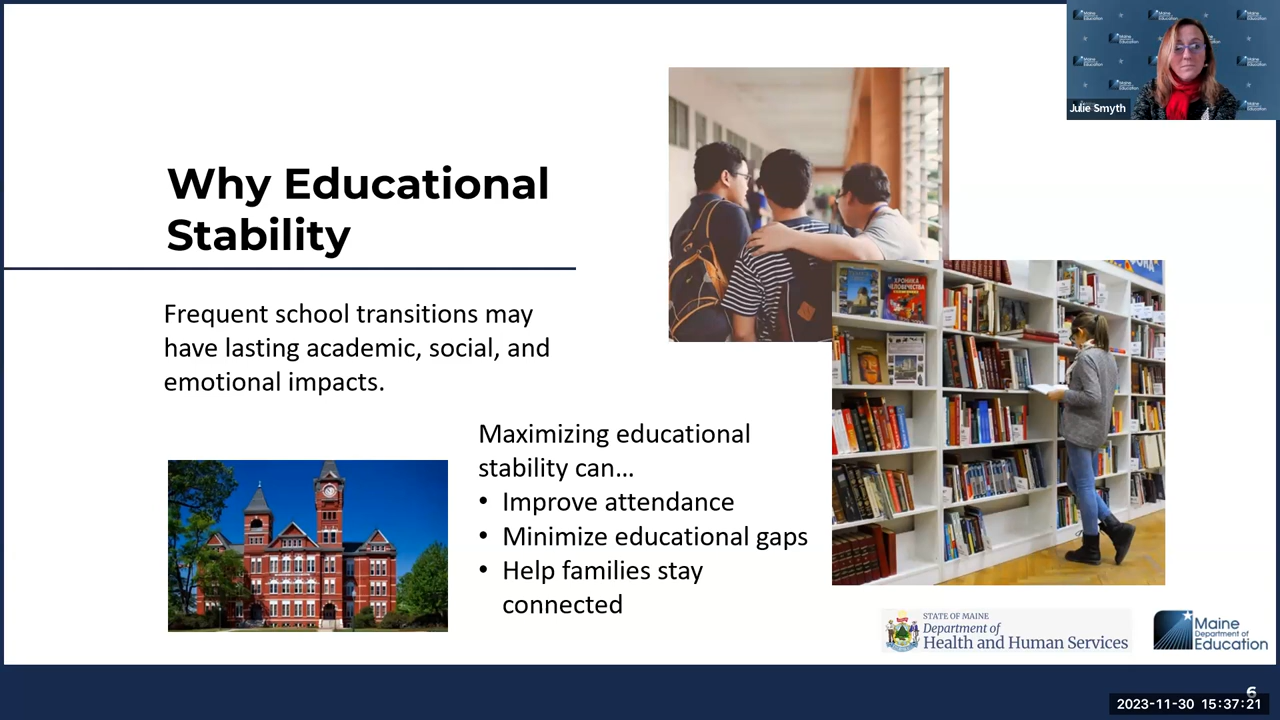 Why Educational
Stability
Frequent school transitions may
have lasting academic, social, and
emotional impacts.
Maximizing educational
stability can...
• Improve attendance
• Minimize educational gaps
• Help families stay
connected
ХРОНИКА
ЧЕЛОВЕЧЕСТВА
STATE OF MAINE
Department of
Health and Human Services
Maine
Department of
Education
Julie Smyth
6
2023-11-30 15:37:21